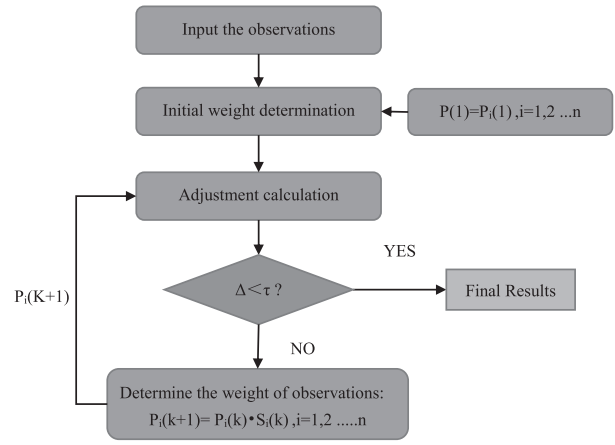 Input the observations
Initial weight determination
P(1)=Pᵢ(1) ,i=1,2 ...n
Adjustment calculation
YES
Δ<τ ?
Final Results
Pᵢ(K+1)
NO
Determine the weight of observations:
Pᵢ(k+1)= Pᵢ(k)•Sᵢ(k) ,i=1,2 .....n